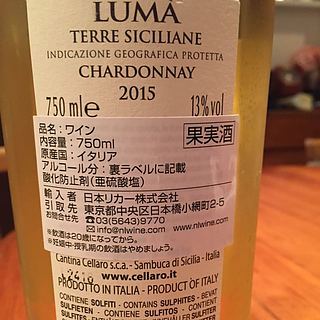 LUMA
TERRE SICILIANE
INDICAZIONE GEOGRAFICA PROTETTA
CHARDONNAY
2015
750 ml e 13% vol
品名：ワイン 果実酒
内容量：750ml
原産国：イタリア
アルコール分：裏ラベルに記載
酸化防止剤(亜硫酸塩)
輸入者 日本リカー株式会社
引取先 東京都中央区日本橋小網町2-5
お問合せ先 ☎03(5643)9770
✉info@nlwine.com www.nlwine.com
※飲酒は20歳になってから。
※妊娠中・授乳期の飲酒はやめましょう。
Cantina Cellaro s.c.a. - Sambuca di Sicilia - Italia
www.cellaro.it
PRODOTTO IN ITALIA - PRODUCT OF ITALY
CONTIENE SOLFITI - CONTAINS SULPHITES - BEVAT
SULFIETEN - CONTIENE SULFITOS - CONTIENT